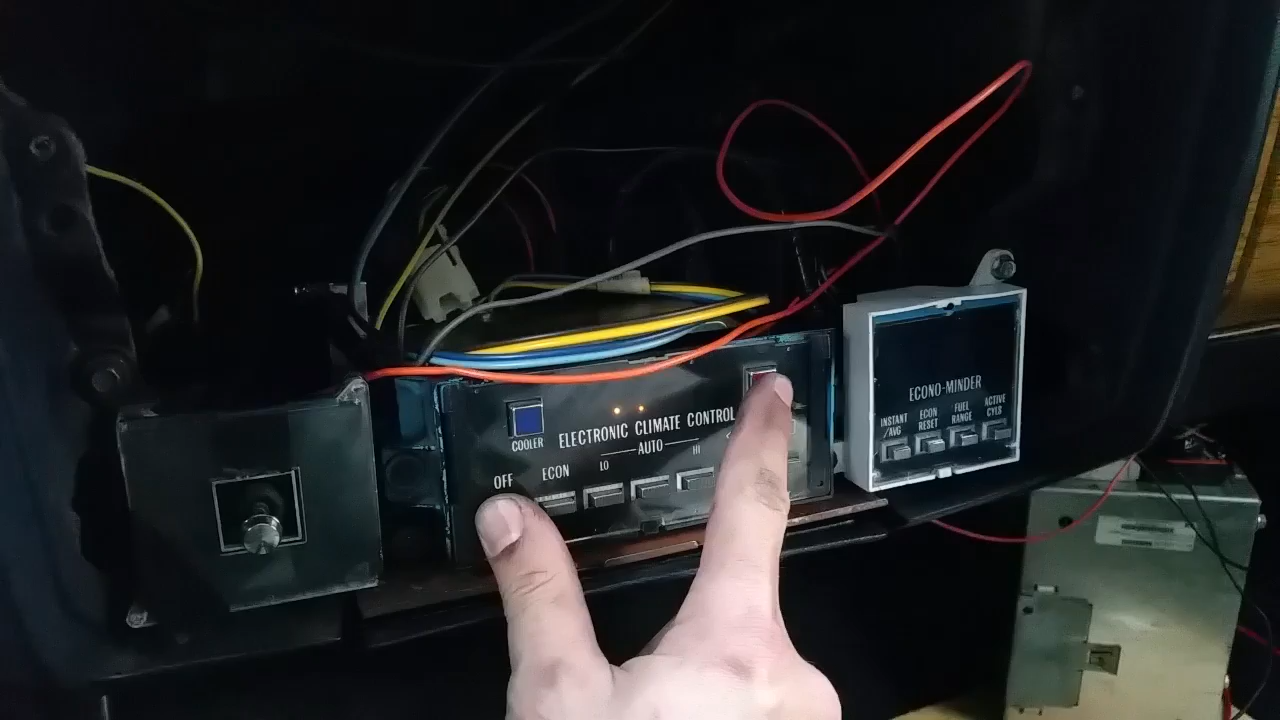 COOLER
ELECTRONIC CLIMATE CONTROL
AUTO
OFF
ECON
LO
HI
ECONO-MINDER
INSTANT
/AVG
ECON
RESET
FUEL
RANGE
ACTIVE
CYLS